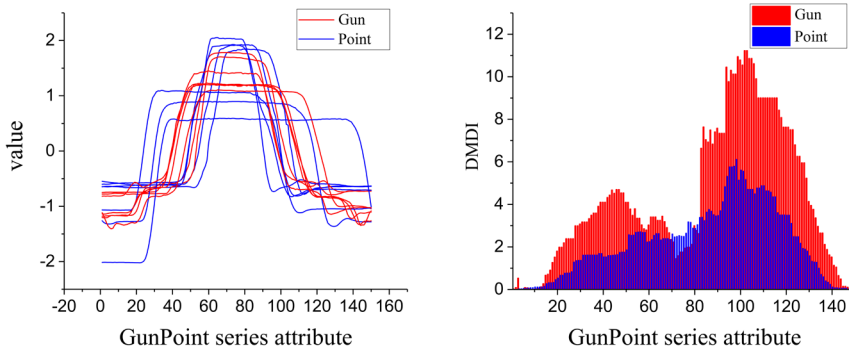 Gun
Point
value
2
1
0
-1
-2
-20 0 20 40 60 80 100 120 140 160
GunPoint series attribute
Gun
Point
DMDI
12
10
8
6
4
2
0
20 40 60 80 100 120 140
GunPoint series attribute